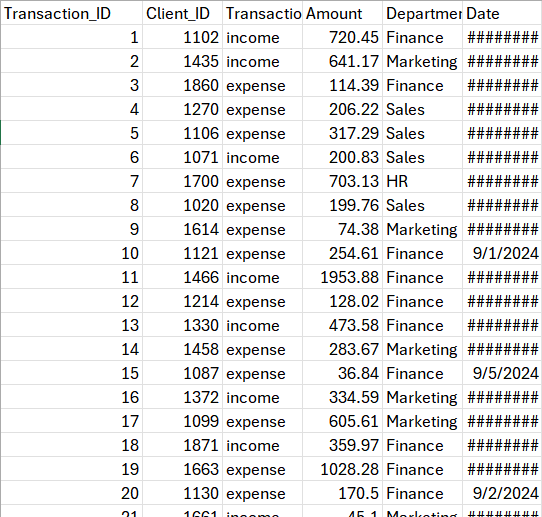 Transaction_ID Client_ID Transactio Amount Departmer Date
1 1102 income 720.45 Finance ########
2 1435 income 641.17 Marketing ########
3 1860 expense 114.39 Finance ########
4 1270 expense 206.22 Sales ########
5 1106 expense 317.29 Sales ########
6 1071 income 200.83 Sales ########
7 1700 expense 703.13 HR ########
8 1020 expense 199.76 Sales ########
9 1614 expense 74.38 Marketing ########
10 1121 expense 254.61 Finance 9/1/2024
11 1466 income 1953.88 Finance ########
12 1214 expense 128.02 Finance ########
13 1330 income 473.58 Finance ########
14 1458 expense 283.67 Marketing ########
15 1087 expense 36.84 Finance 9/5/2024
16 1372 income 334.59 Marketing ########
17 1099 expense 605.61 Marketing ########
18 1871 income 359.97 Finance ########
19 1663 expense 1028.28 Finance ########
20 1130 expense 170.5 Finance 9/2/2024
21 1661 income 45.1 Marketing ########